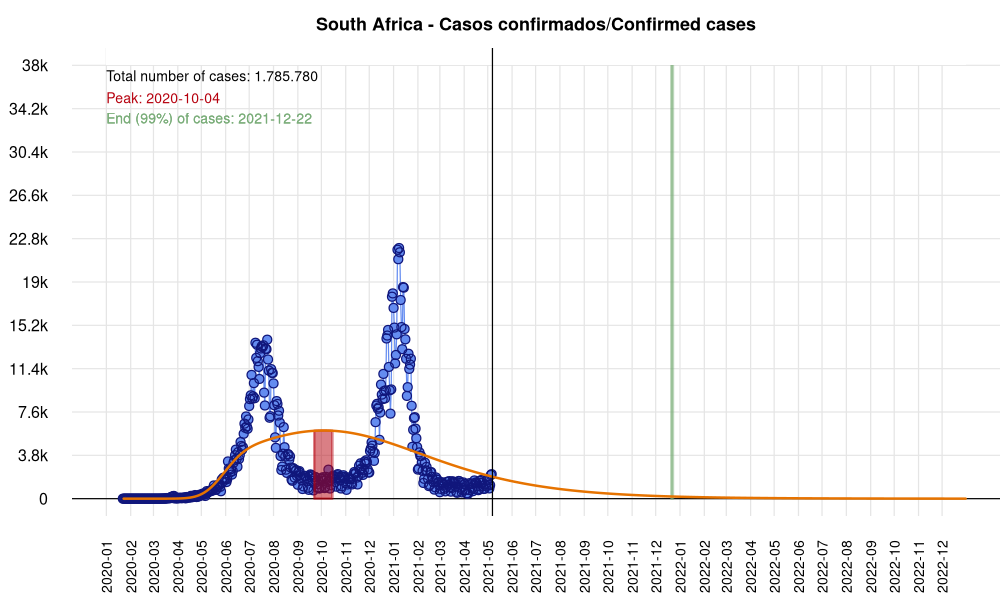 South Africa - Casos confirmados/Confirmed cases
38k
34.2k
30.4k
26.6k
22.8k
19k
15.2k
11.4k
7.6k
3.8k
0
Total number of cases: 1.785.780
Peak: 2020-10-04
End (99%) of cases: 2021-12-22
2020-01
2020-02
2020-03
2020-04
2020-05
2020-06
2020-07
2020-08
2020-09
2020-10
2020-11
2020-12
2021-01
2021-02
2021-03
2021-04
2021-05
2021-06
2021-07
2021-08
2021-09
2021-10
2021-11
2021-12
2022-01
2022-02
2022-03
2022-04
2022-05
2022-06
2022-07
2022-08
2022-09
2022-10
2022-11
2022-12